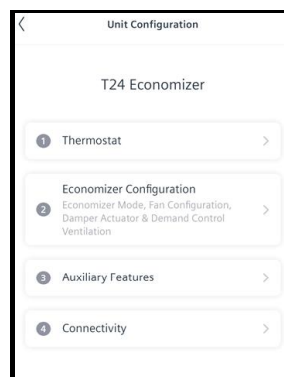 Unit Configuration
T24 Economizer
1 Thermostat
Economizer Configuration
2 Economizer Mode, Fan Configuration,
Damper Actuator & Demand Control
Ventilation
3 Auxiliary Features
4 Connectivity